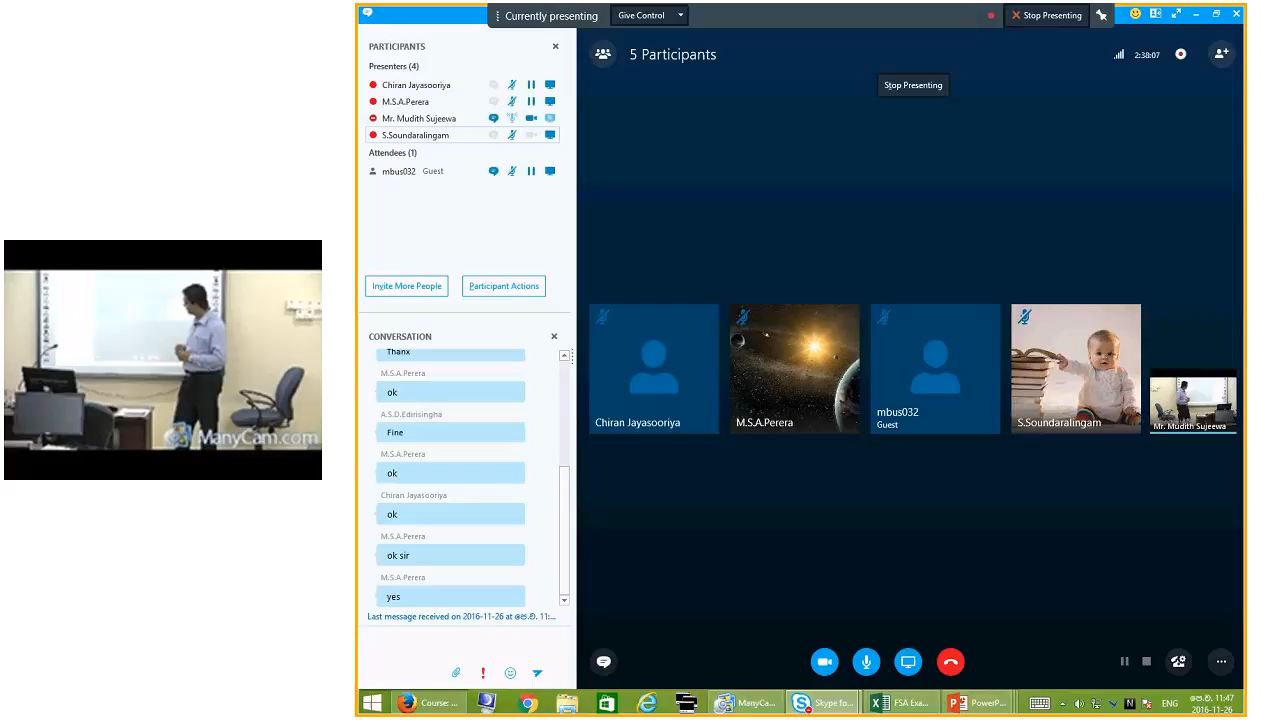 Currently presenting
Give Control
Stop Presenting
PARTICIPANTS
Presenters (4)
Chiran Jayasooriya
M.S.A.Perera
Mr. Mudith Sujeewa
S.Soundaralingam
Attendees (1)
mbus032 Guest
Invite More People
Participant Actions
CONVERSATION
Thanx
M.S.A.Perera
ok
A.S.D.Edirisingha
Fine
M.S.A.Perera
ok
Chiran Jayasooriya
ok
M.S.A.Perera
ok sir
M.S.A.Perera
yes
Last message received on 2016-11-26 at පෙ.ව. 11:...
5 Participants
2:38:07
Stop Presenting
Chiran Jayasooriya
M.S.A.Perera
mbus032
Guest
S.Soundaralingam
Mr. Mudith Sujeewa
ManyCam.com
Course: ...
ManyCa...
Skype fo...
FSA Exa...
PowerP...
ENG
පෙ.ව. 11:47
2016-11-26